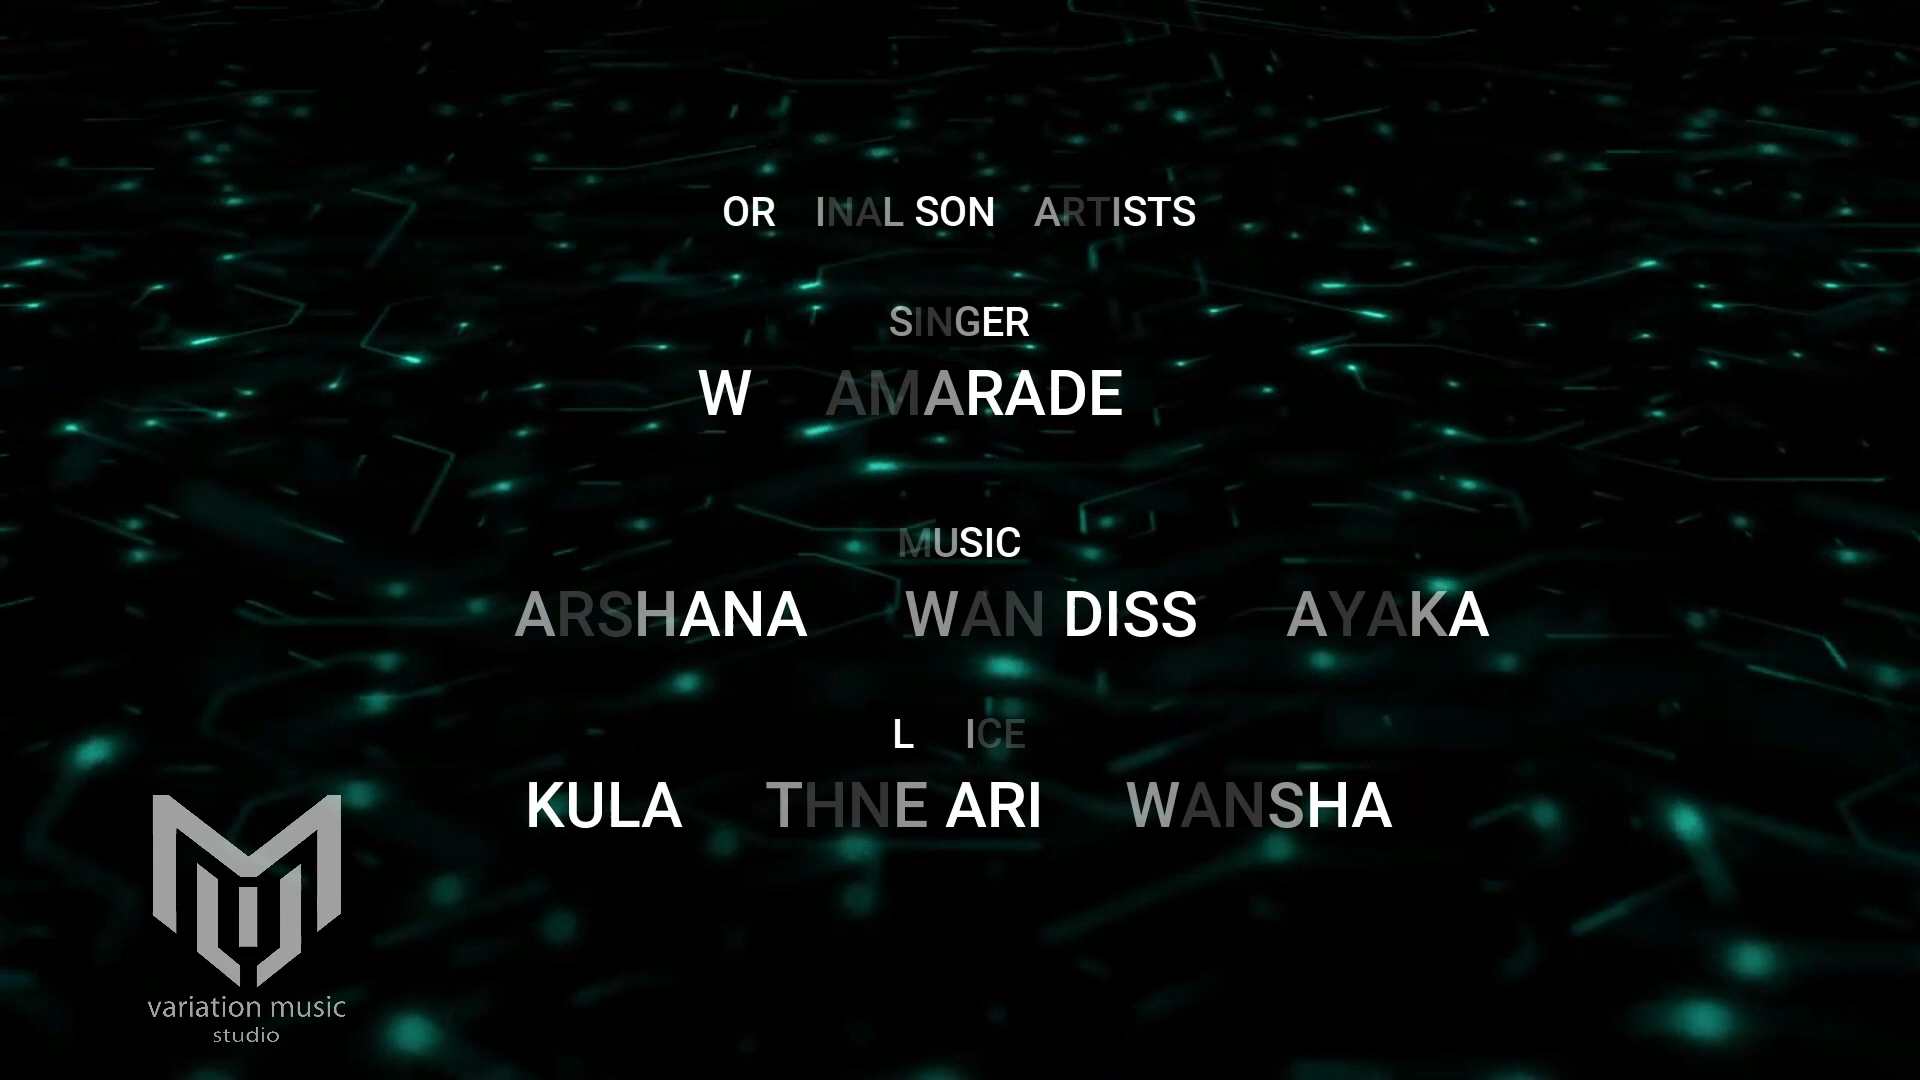 OR INAL SON ARTISTS
SINGER
W AMARADE
MUSIC
ARSHANA WAN DISS AYAKA
L ICE
KULA THNE ARI WANSHA
variation music
studio